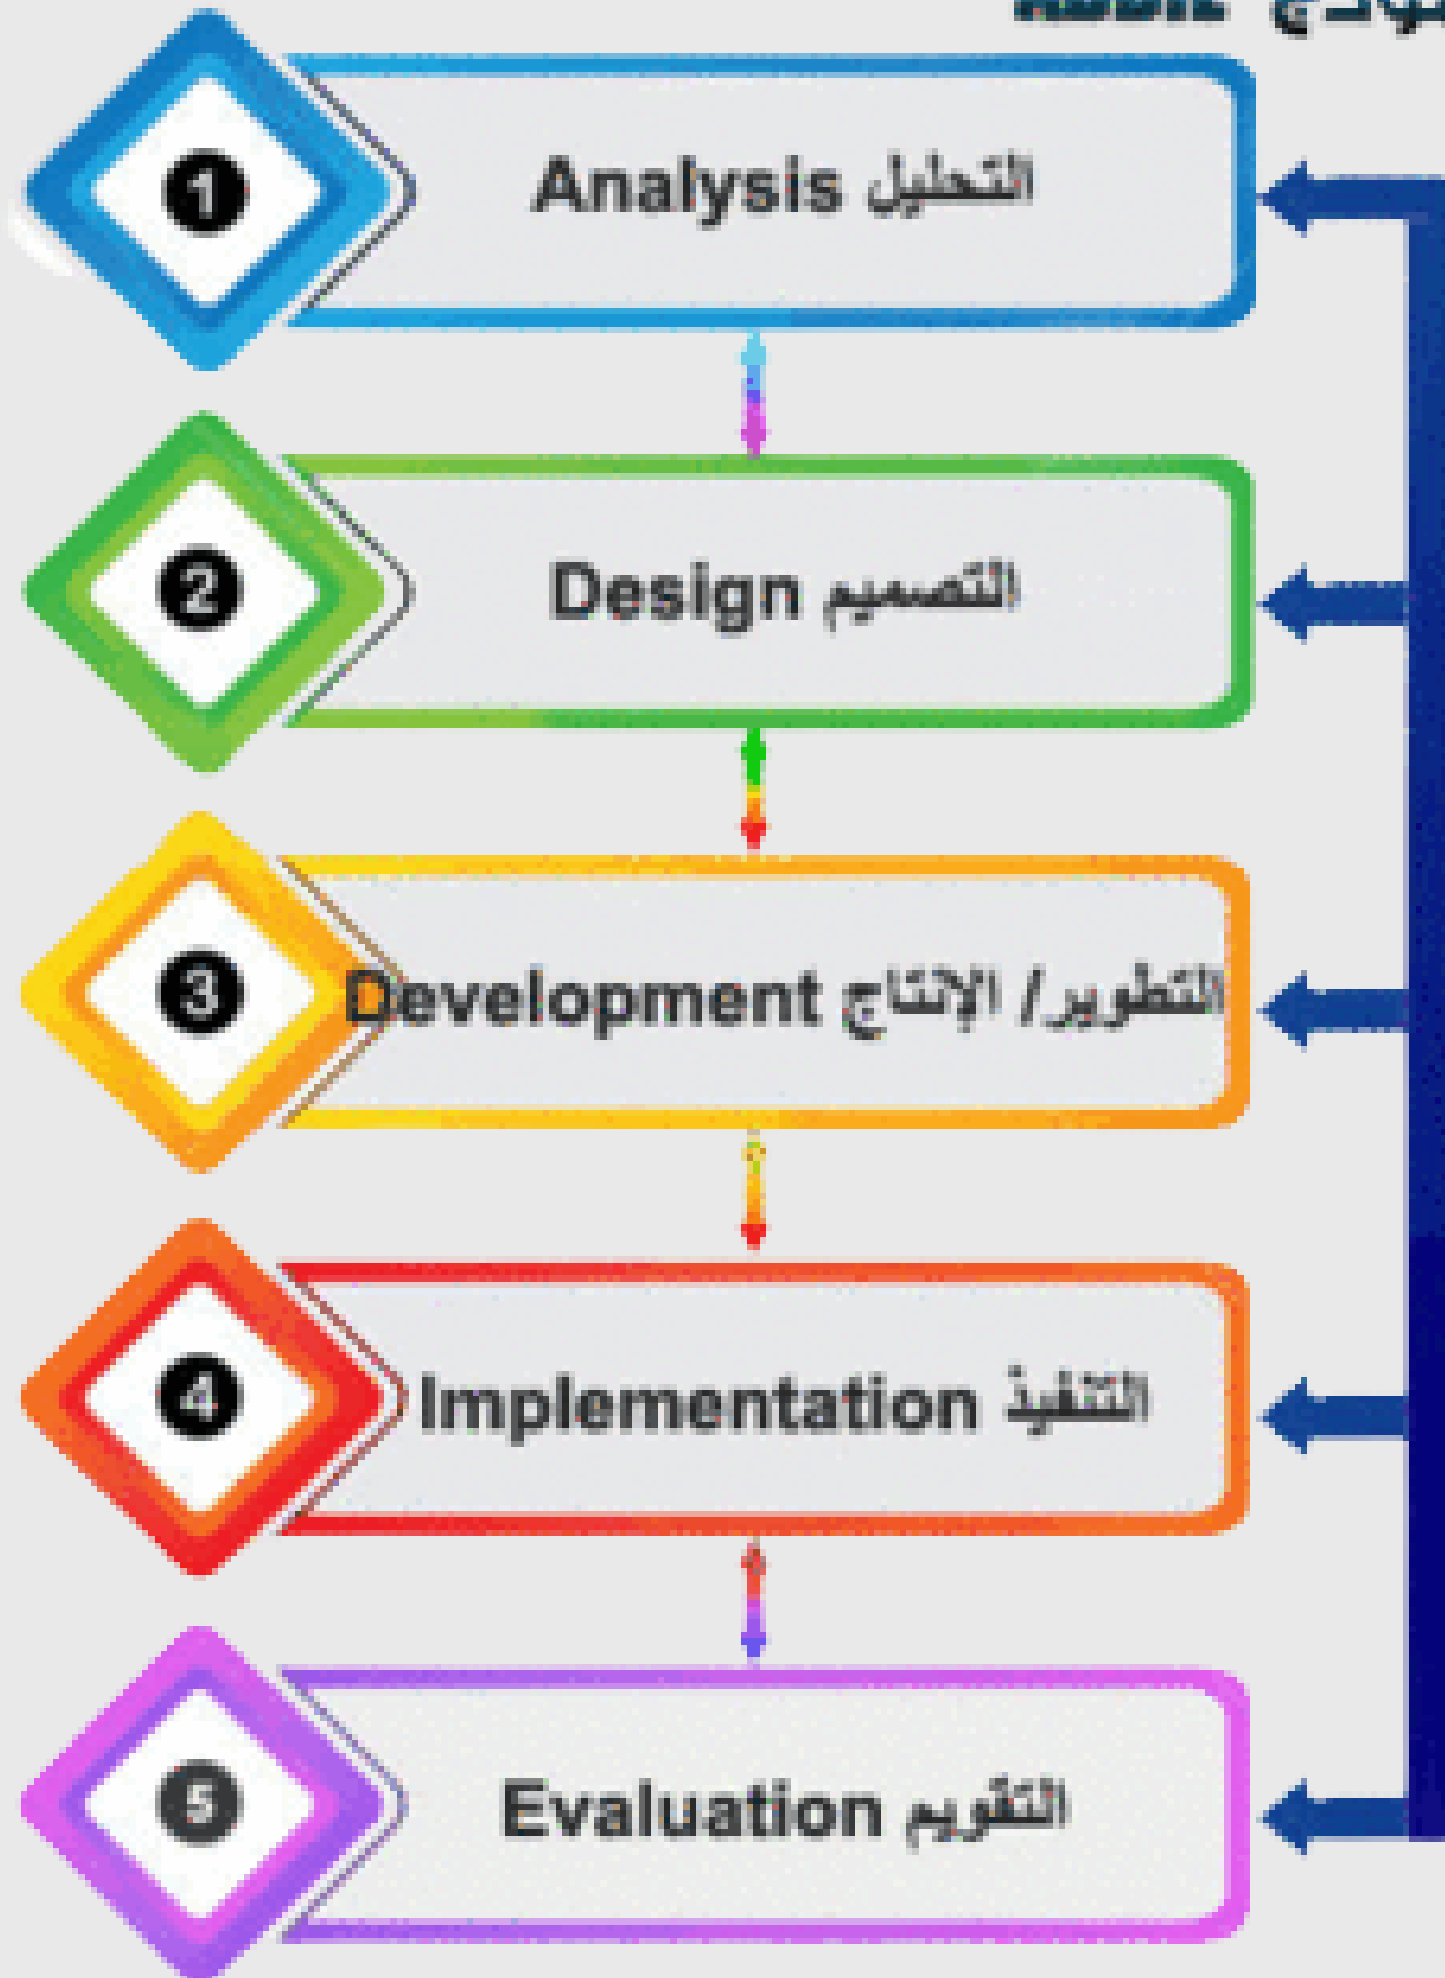 1
Analysis التحليل
2
Design التصميم
3
Development التطوير/ الإنتاج
4
Implementation التنفيذ
5
Evaluation التقويم